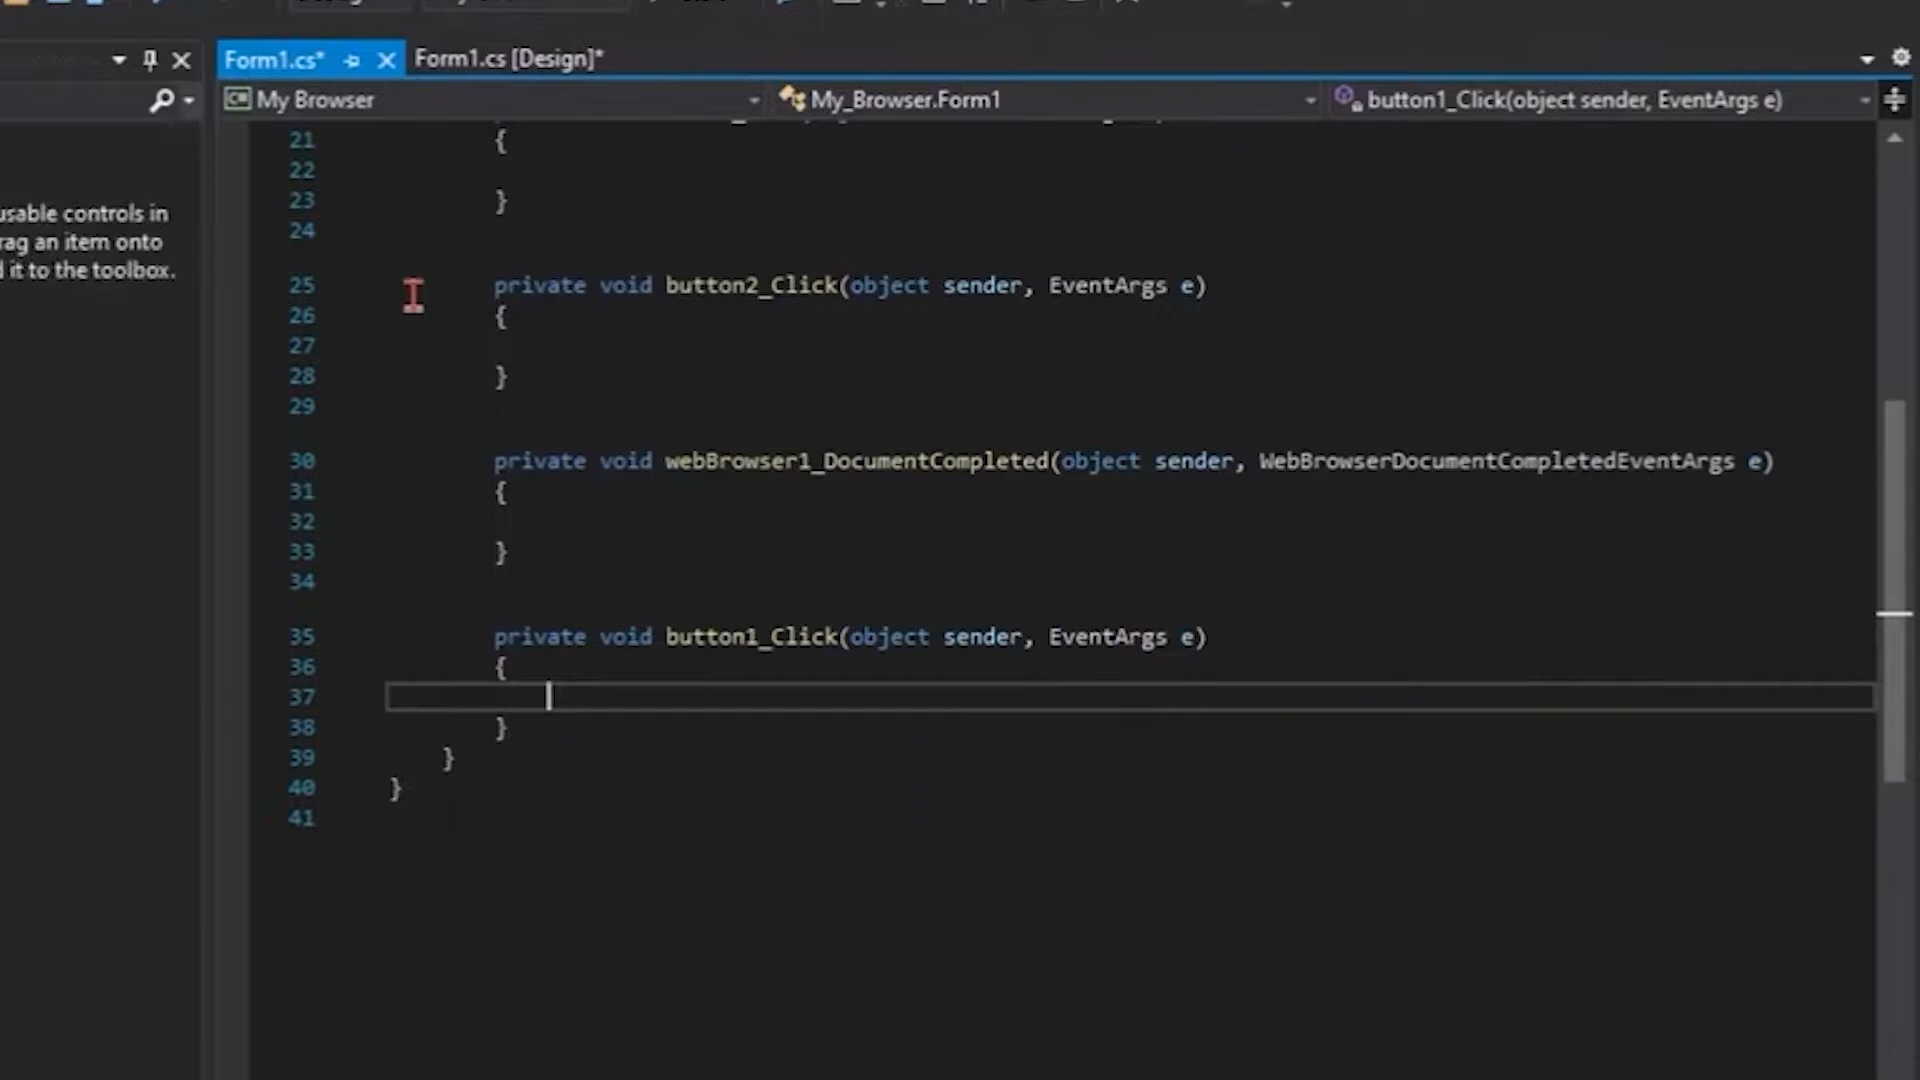 Form1.cs* Form1.cs [Design]*
C# My Browser My_Browser.Form1 button1_Click(object sender, EventArgs e)
21 {
22
23 }
24
usable controls in
rag an item onto
it to the toolbox.
25 private void button2_Click(object sender, EventArgs e)
26 {
27
28 }
29
30 private void webBrowser1_DocumentCompleted(object sender, WebBrowserDocumentCompletedEventArgs e)
31 {
32
33 }
34
35 private void button1_Click(object sender, EventArgs e)
36 {
37
38 }
39 }
40 }
41